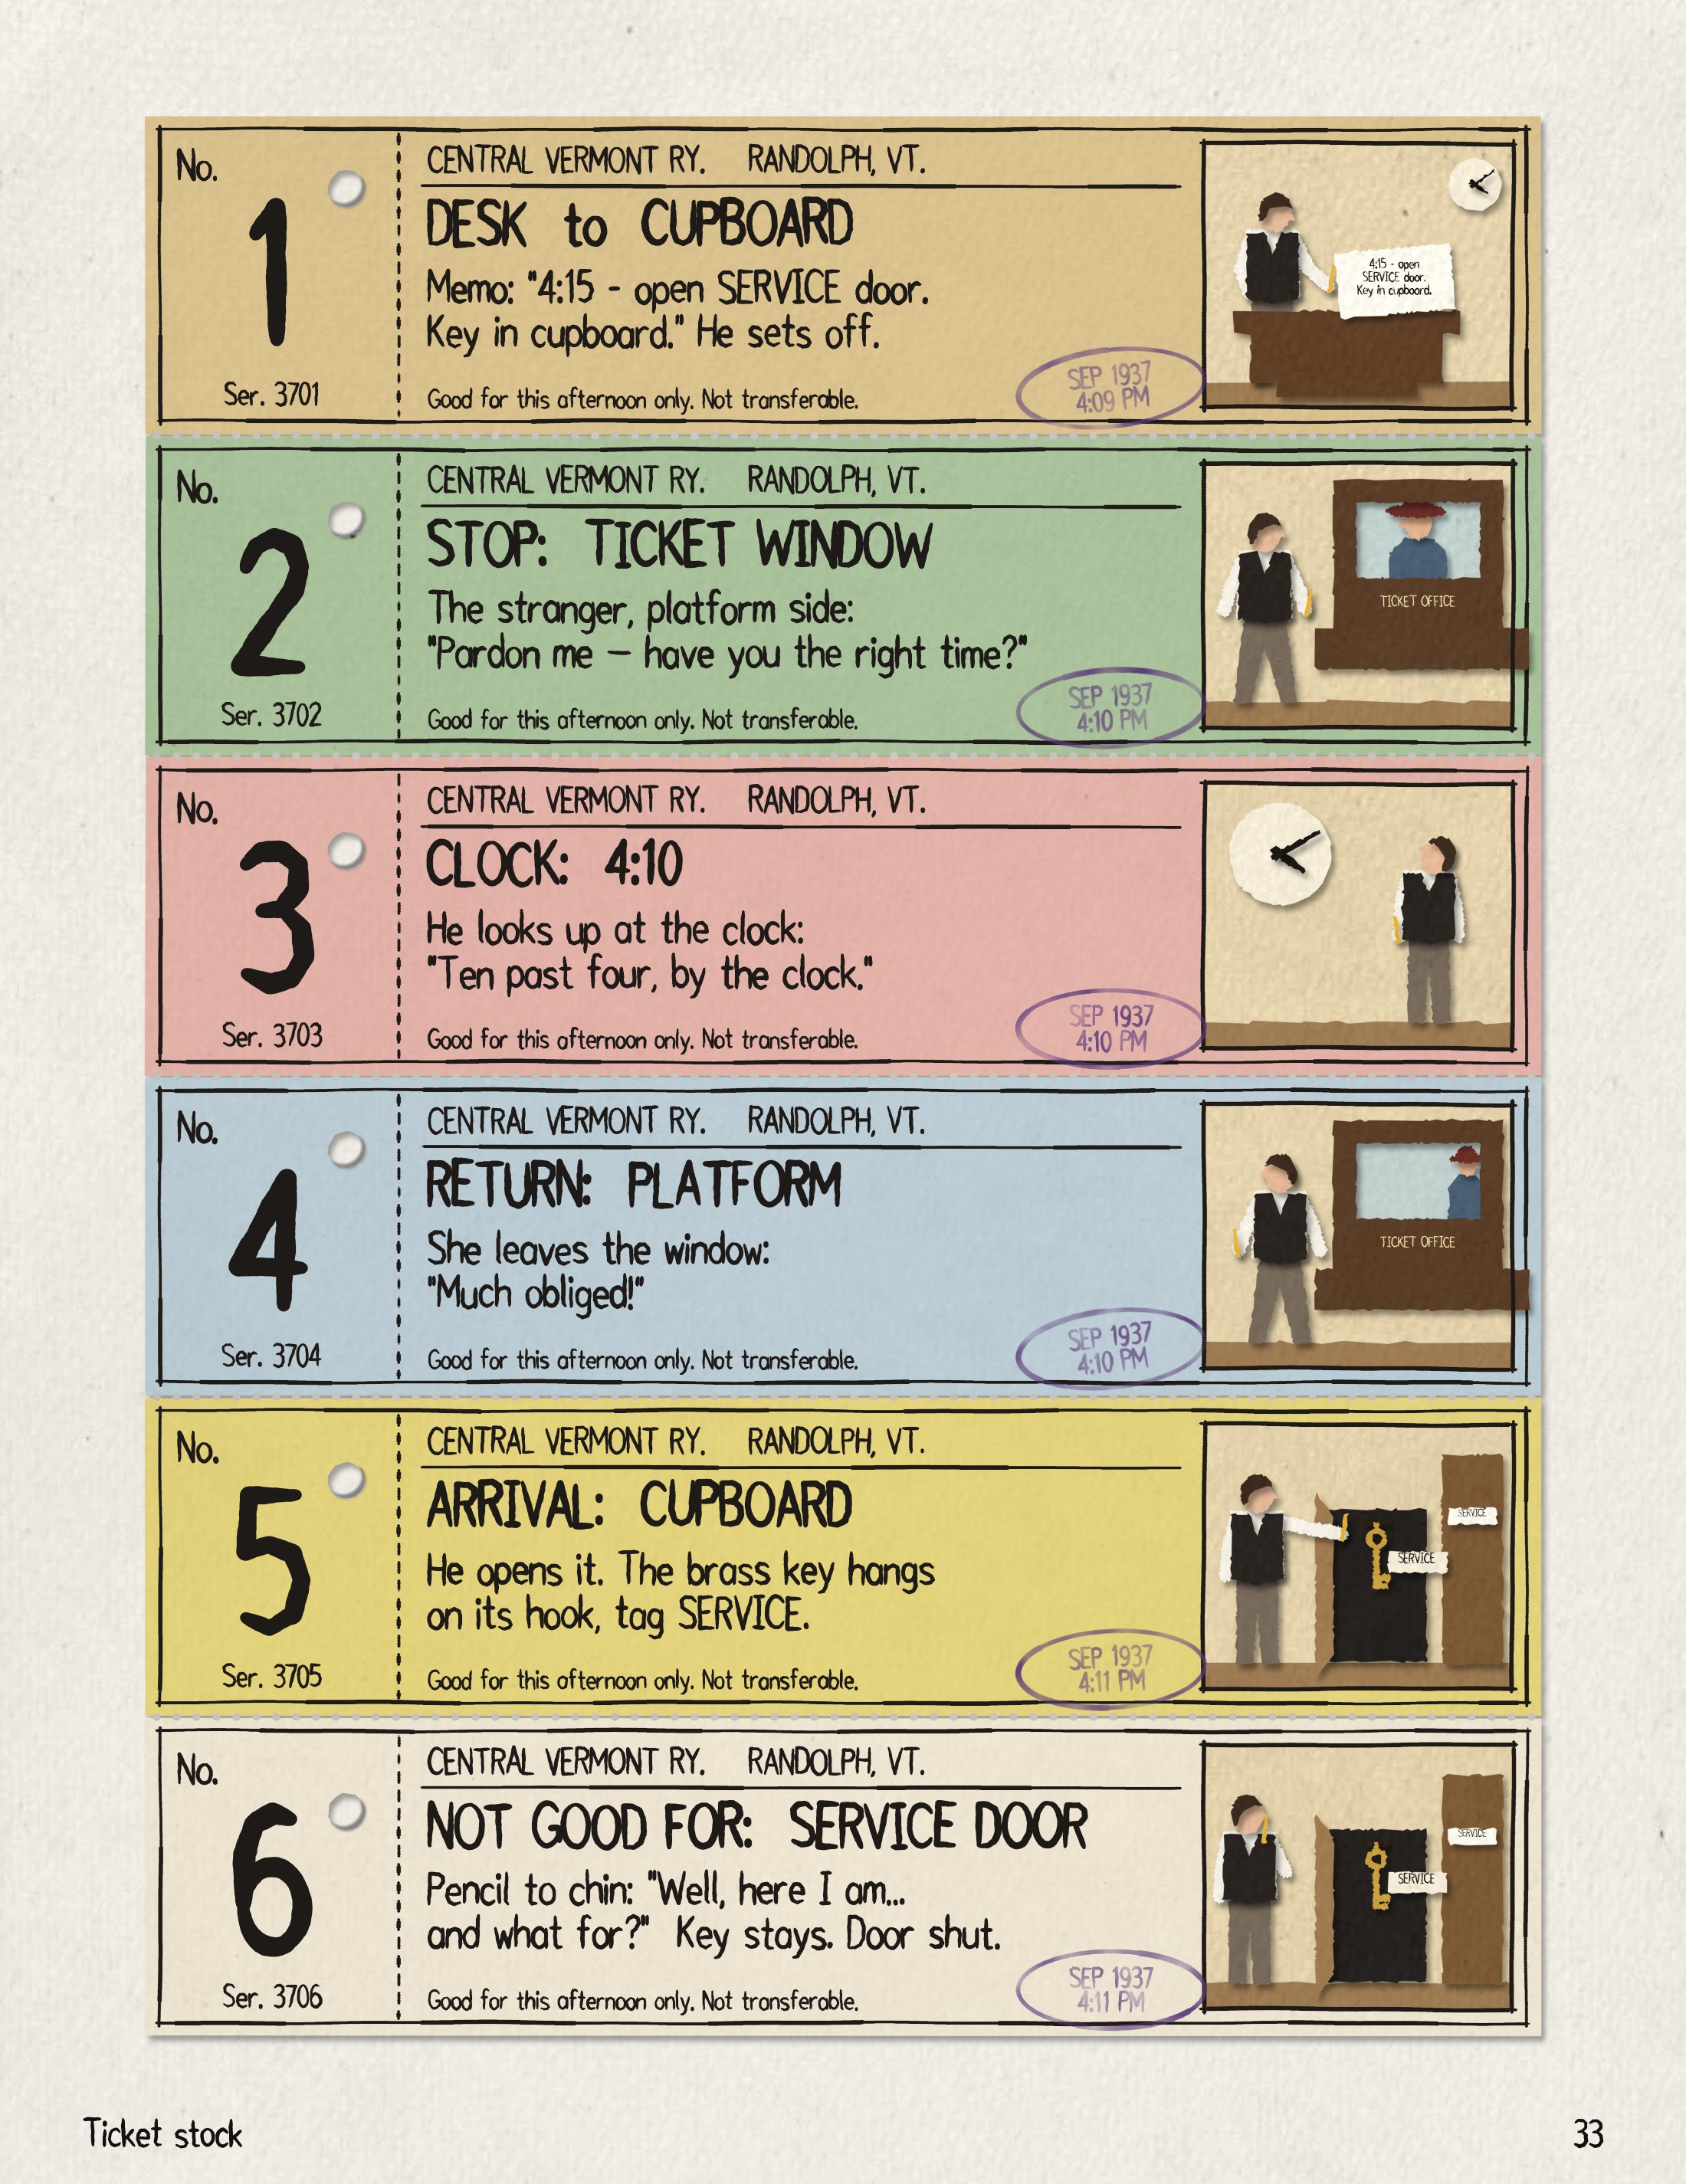 No.
1
Ser. 3701
CENTRAL VERMONT RY. RANDOLPH, VT.
DESK to CUPBOARD
Memo: "4:15 - open SERVICE door.
Key in cupboard." He sets off.
Good for this afternoon only. Not transferable.
SEP 1937
4:09 PM
4:15 - open
SERVICE door.
Key in cupboard.
No.
2
Ser. 3702
CENTRAL VERMONT RY. RANDOLPH, VT.
STOP: TICKET WINDOW
The stranger, platform side:
"Pardon me – have you the right time?"
Good for this afternoon only. Not transferable.
SEP 1937
4:10 PM
TICKET OFFICE
No.
3
Ser. 3703
CENTRAL VERMONT RY. RANDOLPH, VT.
CLOCK: 4:10
He looks up at the clock:
"Ten past four, by the clock."
Good for this afternoon only. Not transferable.
SEP 1937
4:10 PM
No.
4
Ser. 3704
CENTRAL VERMONT RY. RANDOLPH, VT.
RETURN: PLATFORM
She leaves the window:
"Much obliged!"
Good for this afternoon only. Not transferable.
SEP 1937
4:10 PM
TICKET OFFICE
No.
5
Ser. 3705
CENTRAL VERMONT RY. RANDOLPH, VT.
ARRIVAL: CUPBOARD
He opens it. The brass key hangs
on its hook, tag SERVICE.
Good for this afternoon only. Not transferable.
SEP 1937
4:11 PM
SERVICE
SERVICE
No.
6
Ser. 3706
CENTRAL VERMONT RY. RANDOLPH, VT.
NOT GOOD FOR: SERVICE DOOR
Pencil to chin: "Well, here I am...
and what for?" Key stays. Door shut.
Good for this afternoon only. Not transferable.
SEP 1937
4:11 PM
SERVICE
SERVICE
Ticket stock
33